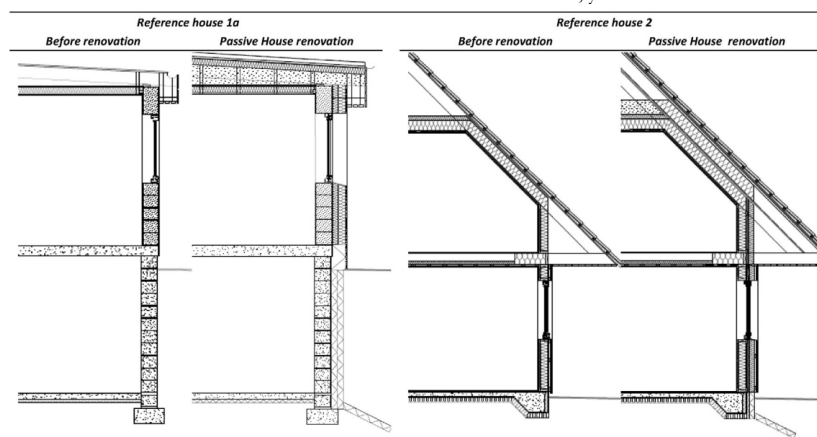 Reference house 1a
Reference house 2
Before renovation
Passive House renovation
Before renovation
Passive House renovation